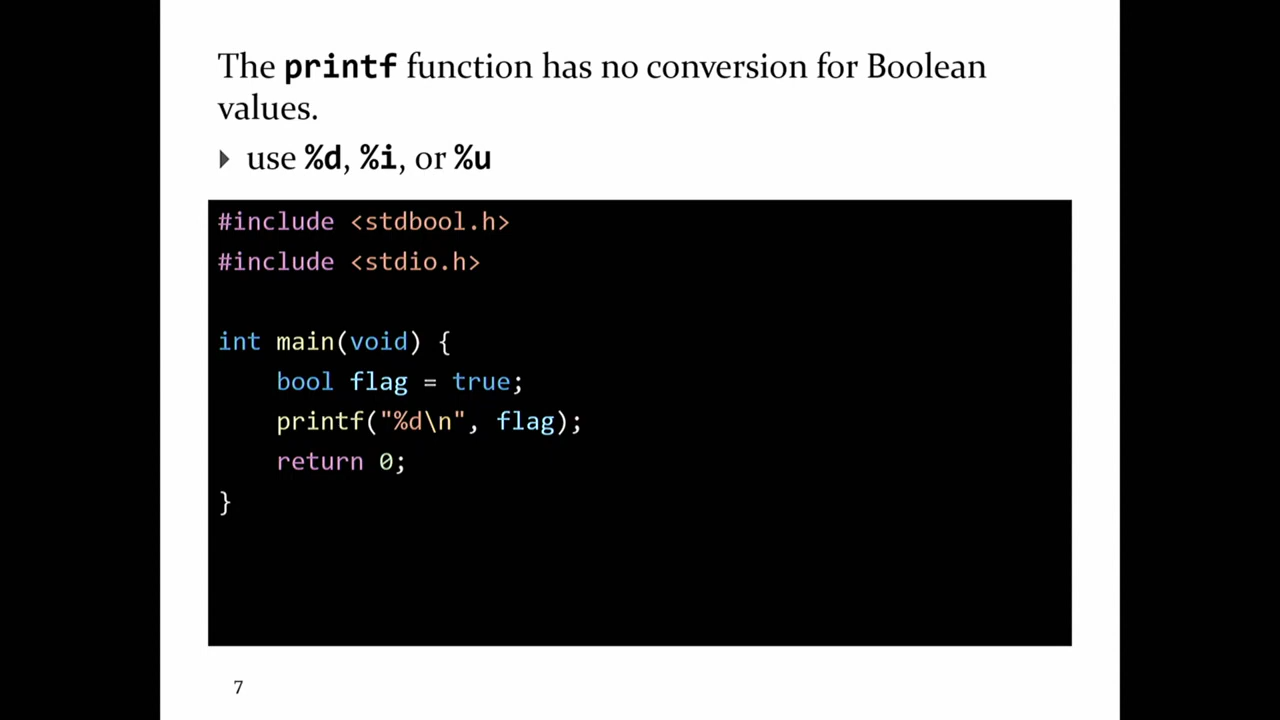 The printf function has no conversion for Boolean
values.
use %d, %i, or %u
#include <stdbool.h>
#include <stdio.h>
int main(void) {
    bool flag = true;
    printf("%d\n", flag);
    return 0;
}
7